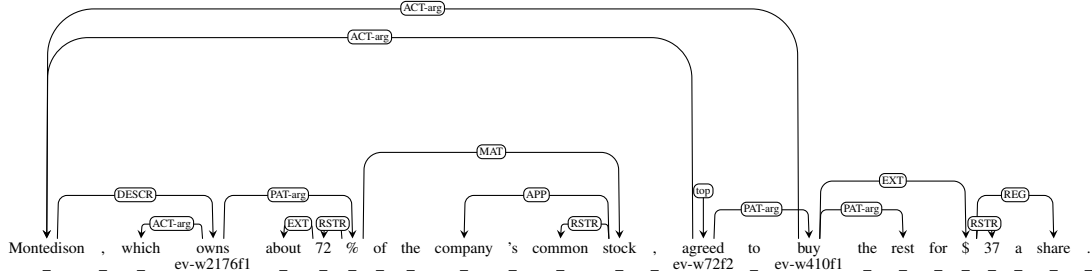 ACT-arg
ACT-arg
MAT
EXT
top
DESCR PAT-arg APP PAT-arg PAT-arg REG
ACT-arg EXT RSTR RSTR RSTR
Montedison , which owns about 72 % of the company 's common stock , agreed to buy the rest for $ 37 a share .
_ _ _ ev-w2176f1 _ _ _ _ _ _ _ _ _ _ ev-w72f2 _ ev-w410f1 _ _ _ _ _ _ _ _